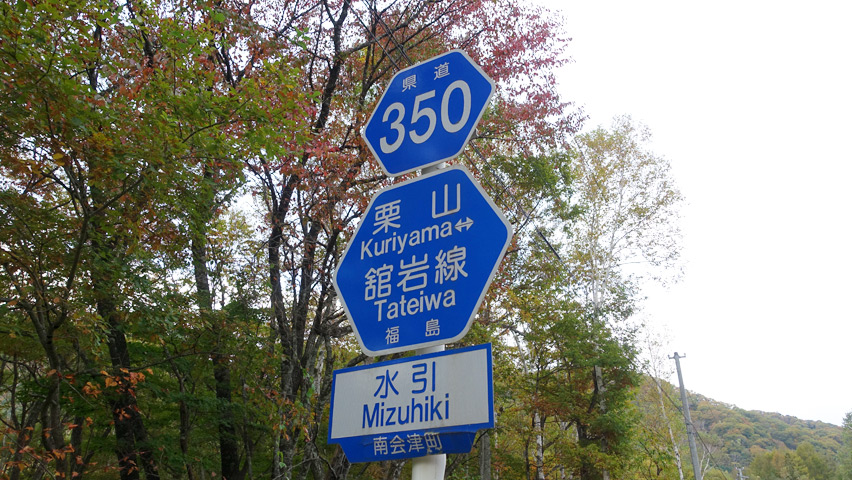 県道
350
栗山
Kuriyama⇔
舘岩線
Tateiwa
福島
水引
Mizuhiki
南会津町